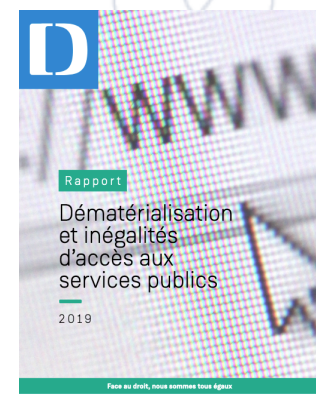 D
//WWW
Rapport
Dématérialisation
et inégalités
d'accès aux
services publics
2019
Face au droit, nous sommes tous égaux